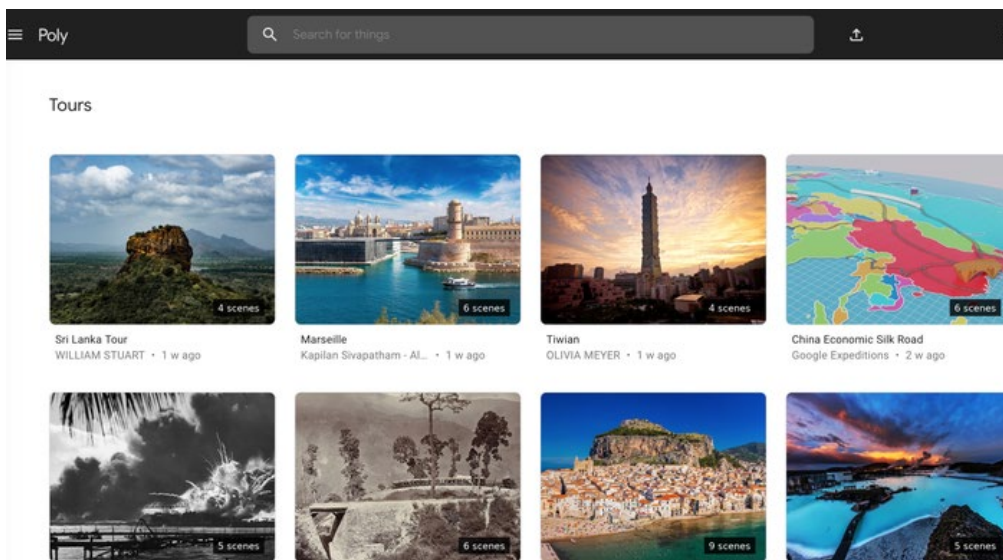 Poly
Search for things
Tours
4 scenes
6 scenes
4 scenes
6 scenes
Sri Lanka Tour
Marseille
Tiwian
China Economic Silk Road
WILLIAM STUART • 1 w ago
Kapilan Sivapatham - Al... • 1 w ago
OLIVIA MEYER • 1 w ago
Google Expeditions • 2 w ago
5 scenes
6 scenes
9 scenes
5 scenes